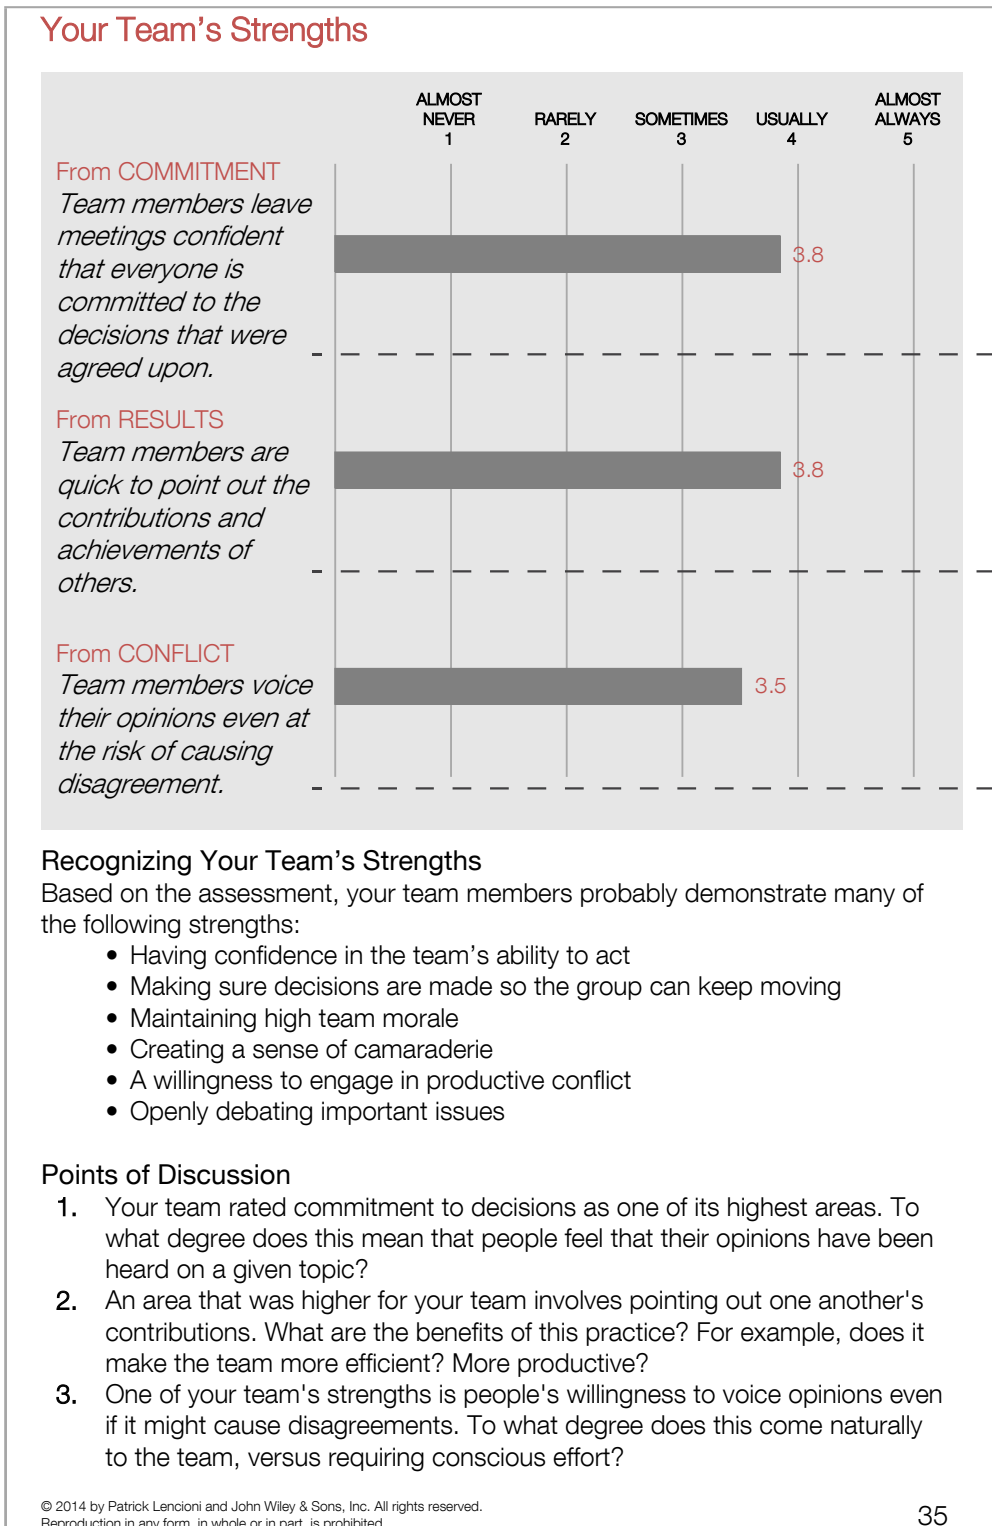 Your Team's Strengths
ALMOST NEVER 1
RARELY 2
SOMETIMES 3
USUALLY 4
ALMOST ALWAYS 5
From COMMITMENT
Team members leave
meetings confident
that everyone is
committed to the
decisions that were
agreed upon.
3.8
From RESULTS
Team members are
quick to point out the
contributions and
achievements of
others.
3.8
From CONFLICT
Team members voice
their opinions even at
the risk of causing
disagreement.
3.5
Recognizing Your Team's Strengths
Based on the assessment, your team members probably demonstrate many of
the following strengths:
• Having confidence in the team's ability to act
• Making sure decisions are made so the group can keep moving
• Maintaining high team morale
• Creating a sense of camaraderie
• A willingness to engage in productive conflict
• Openly debating important issues
Points of Discussion
1. Your team rated commitment to decisions as one of its highest areas. To
what degree does this mean that people feel that their opinions have been
heard on a given topic?
2. An area that was higher for your team involves pointing out one another's
contributions. What are the benefits of this practice? For example, does it
make the team more efficient? More productive?
3. One of your team's strengths is people's willingness to voice opinions even
if it might cause disagreements. To what degree does this come naturally
to the team, versus requiring conscious effort?
© 2014 by Patrick Lencioni and John Wiley & Sons, Inc. All rights reserved.
Reproduction in any form, in whole or in part, is prohibited.
35